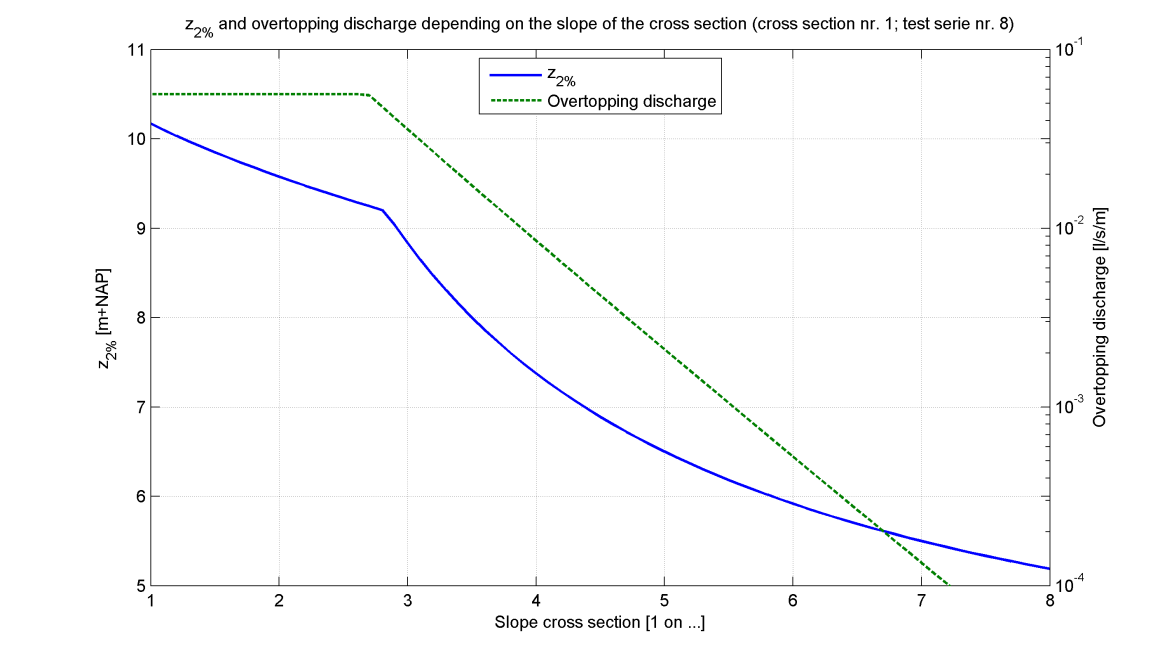 z2% and overtopping discharge depending on the slope of the cross section (cross section nr. 1; test serie nr. 8)
z2%
Overtopping discharge
11
10
9
8
7
6
5
z2% [m+NAP]
10-1
10-2
10-3
10-4
Overtopping discharge [l/s/m]
1 2 3 4 5 6 7 8
Slope cross section [1 on ...]